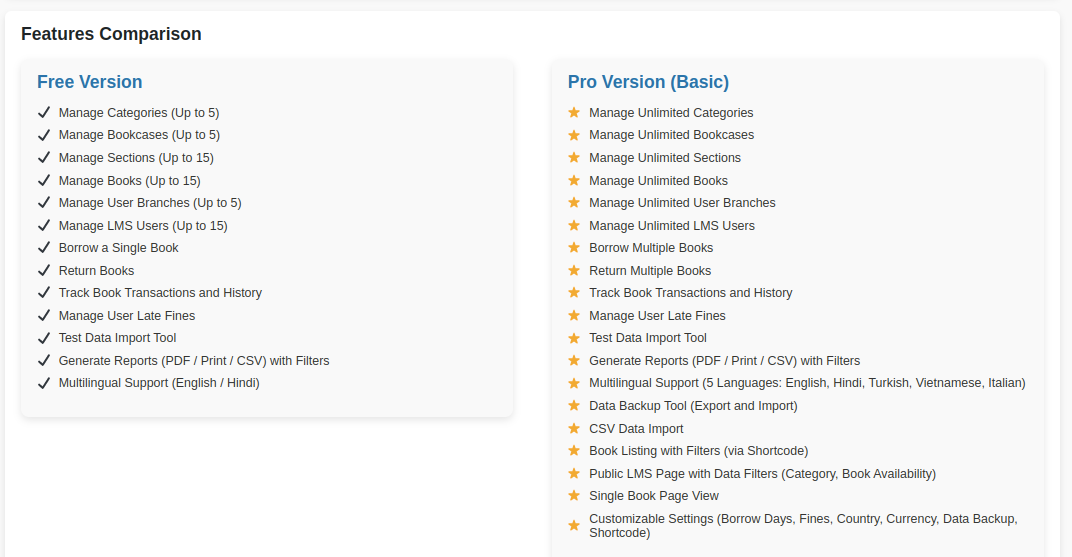 Features Comparison
Free Version
Manage Categories (Up to 5)
Manage Bookcases (Up to 5)
Manage Sections (Up to 15)
Manage Books (Up to 15)
Manage User Branches (Up to 5)
Manage LMS Users (Up to 15)
Borrow a Single Book
Return Books
Track Book Transactions and History
Manage User Late Fines
Test Data Import Tool
Generate Reports (PDF / Print / CSV) with Filters
Multilingual Support (English / Hindi)
Pro Version (Basic)
Manage Unlimited Categories
Manage Unlimited Bookcases
Manage Unlimited Sections
Manage Unlimited Books
Manage Unlimited User Branches
Manage Unlimited LMS Users
Borrow Multiple Books
Return Multiple Books
Track Book Transactions and History
Manage User Late Fines
Test Data Import Tool
Generate Reports (PDF / Print / CSV) with Filters
Multilingual Support (5 Languages: English, Hindi, Turkish, Vietnamese, Italian)
Data Backup Tool (Export and Import)
CSV Data Import
Book Listing with Filters (via Shortcode)
Public LMS Page with Data Filters (Category, Book Availability)
Single Book Page View
Customizable Settings (Borrow Days, Fines, Country, Currency, Data Backup,
Shortcode)